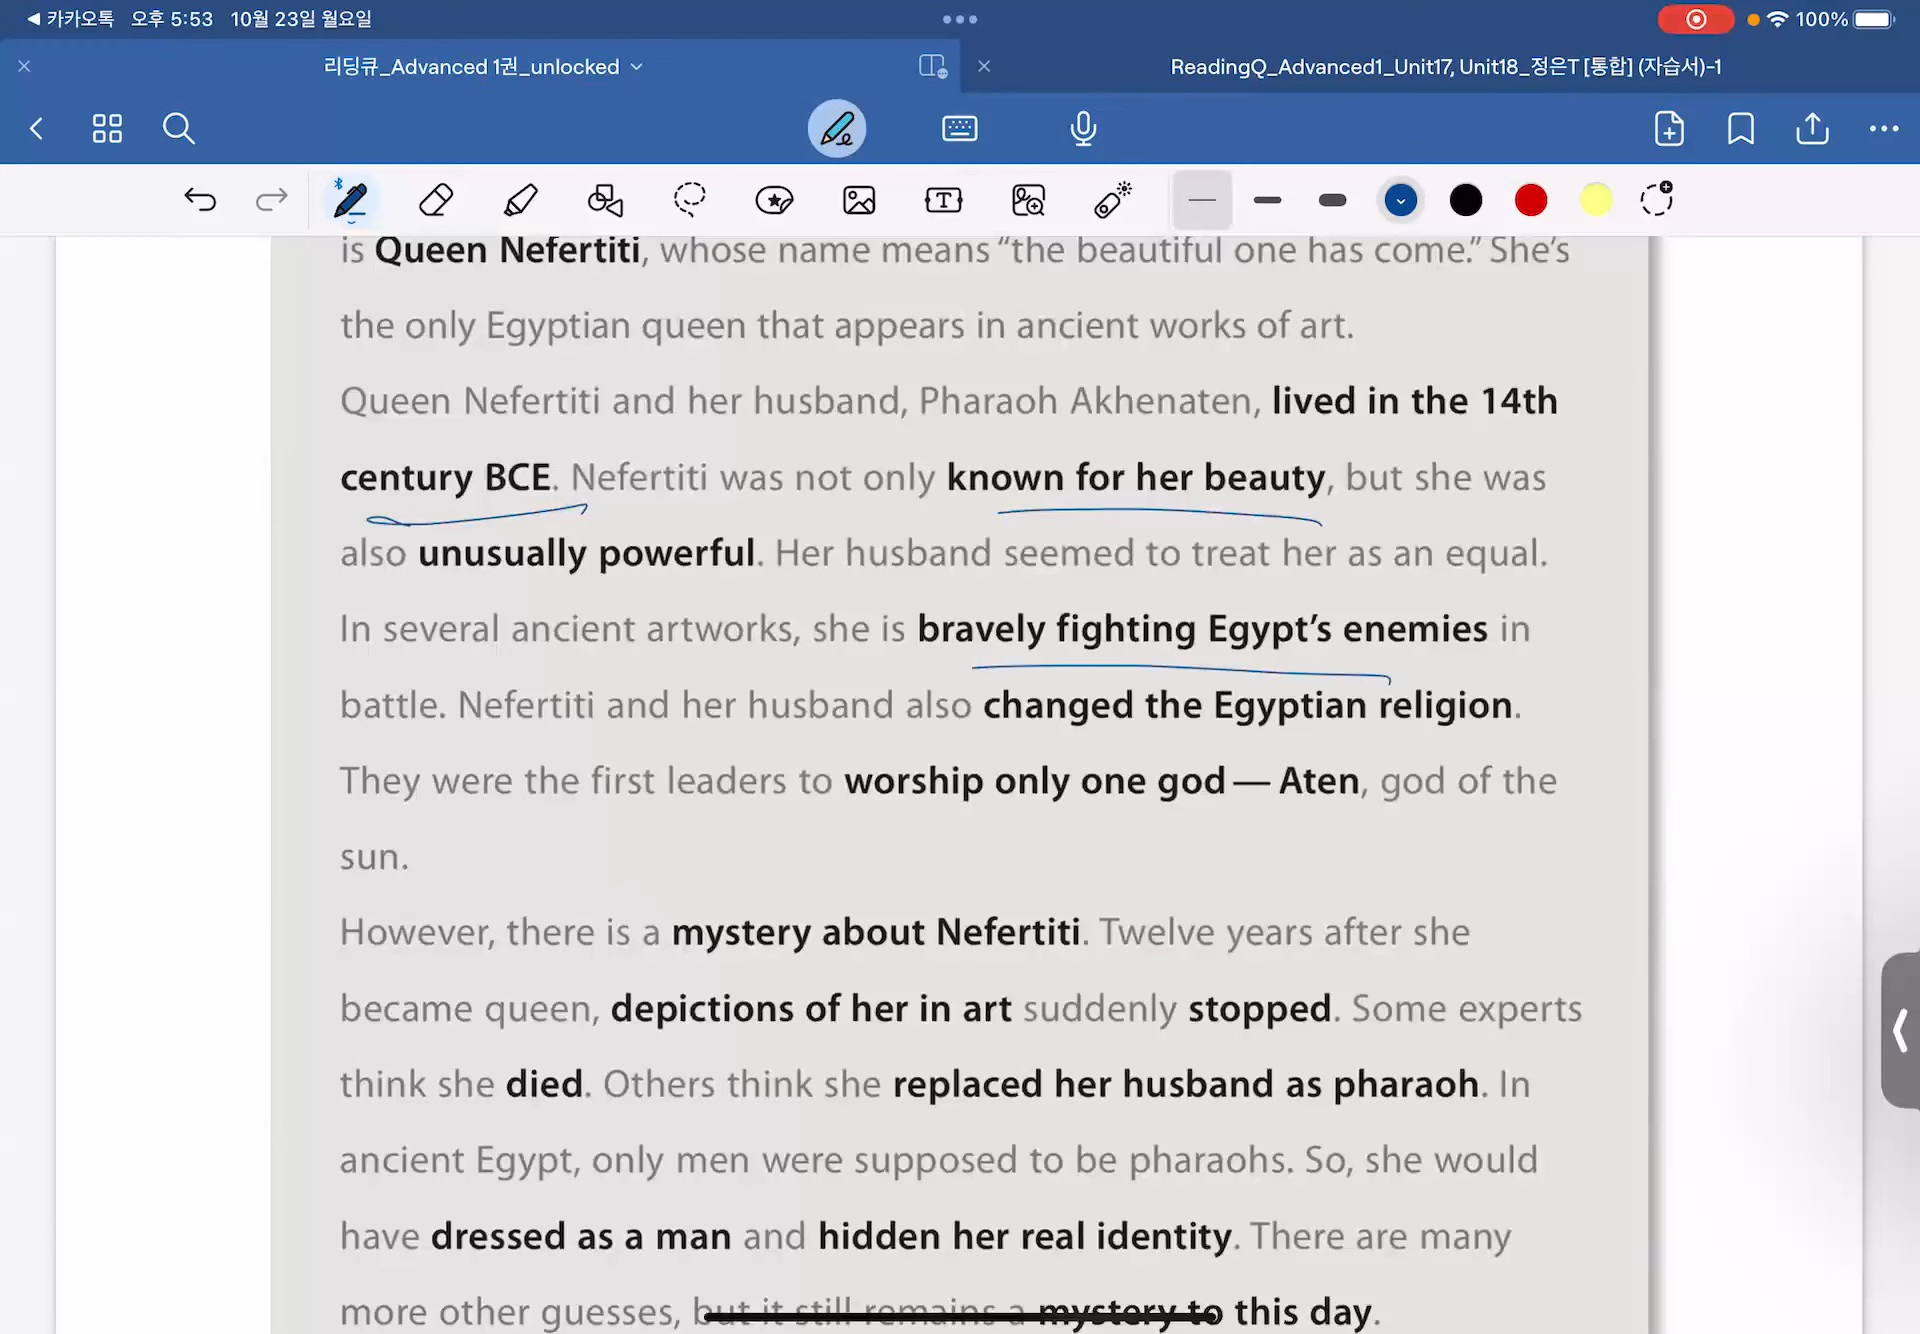 ◀ 카카오톡 오후 5:53 10월 23일 월요일
100%
리딩큐_Advanced 1권_unlocked
ReadingQ_Advanced1_Unit17, Unit18_정은T [통합] (자습서)-1
is Queen Nefertiti, whose name means “the beautiful one has come.” She’s
the only Egyptian queen that appears in ancient works of art.
Queen Nefertiti and her husband, Pharaoh Akhenaten, lived in the 14th
century BCE. Nefertiti was not only known for her beauty, but she was
also unusually powerful. Her husband seemed to treat her as an equal.
In several ancient artworks, she is bravely fighting Egypt’s enemies in
battle. Nefertiti and her husband also changed the Egyptian religion.
They were the first leaders to worship only one god — Aten, god of the
sun.
However, there is a mystery about Nefertiti. Twelve years after she
became queen, depictions of her in art suddenly stopped. Some experts
think she died. Others think she replaced her husband as pharaoh. In
ancient Egypt, only men were supposed to be pharaohs. So, she would
have dressed as a man and hidden her real identity. There are many
more other guesses, but it still remains a mystery to this day.